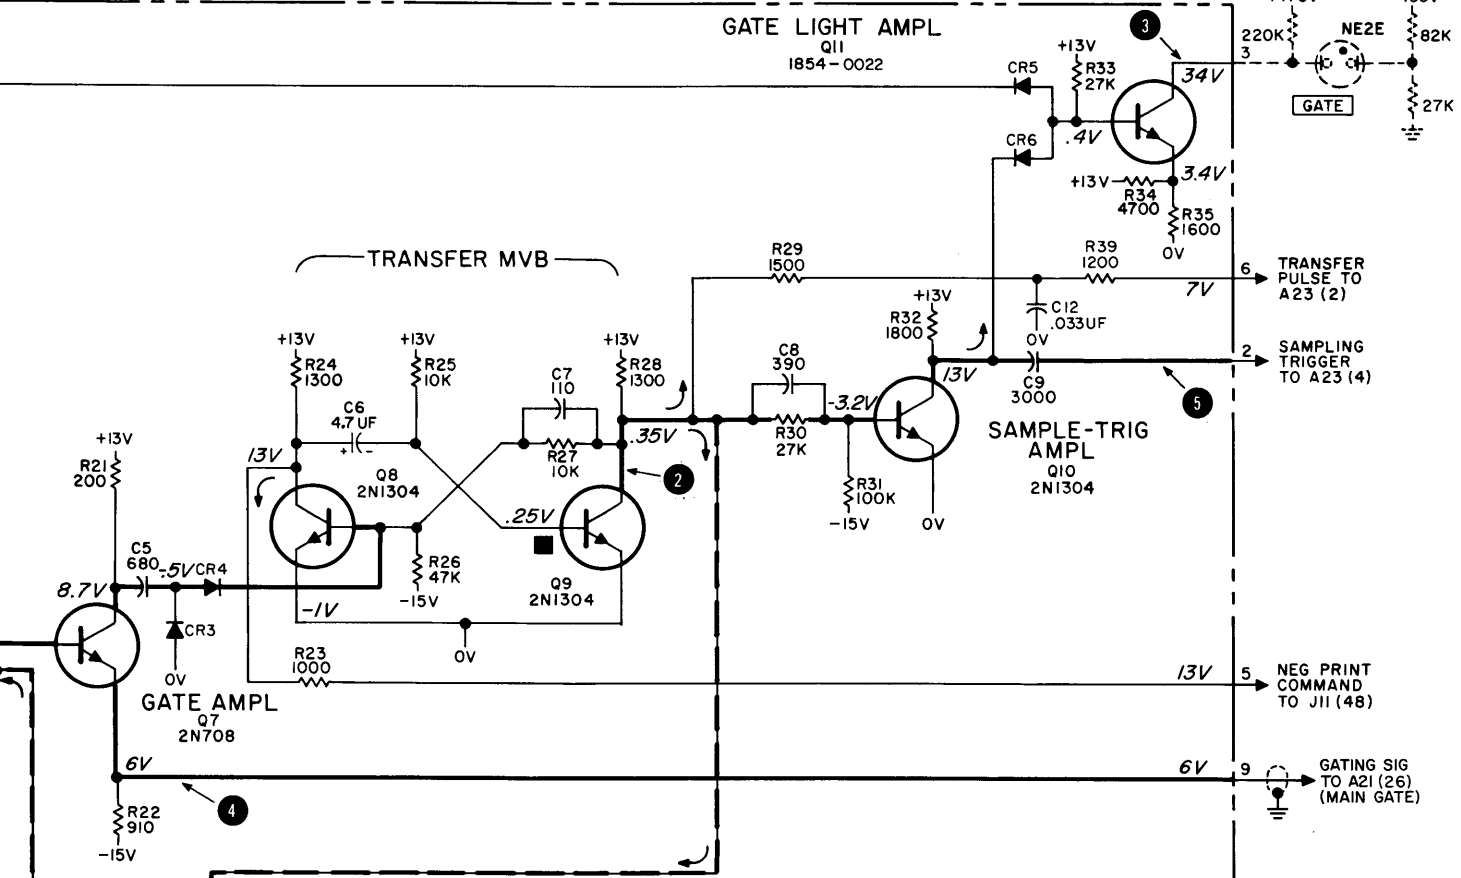 GATE LIGHT AMPL
Q11
1854-0022
3
220K
3
NE2E
82K
GATE
27K
CR5
+13V
R33
27K
34V
.4V
CR6
+13V
R34
4700
3.4V
R35
1600
0V
TRANSFER MVB
R29
1500
R39
1200
6
7V
TRANSFER
PULSE TO
A23 (2)
C12
.033UF
0V
+13V
R32
1800
2
SAMPLING
TRIGGER
TO A23 (4)
13V
C9
3000
5
+13V
R24
1300
+13V
R25
10K
+13V
R28
1300
C7
110
C8
390
C6
4.7UF
+ -
R27
10K
.35V
R30
27K
-3.2V
SAMPLE-TRIG
AMPL
Q10
2N1304
R31
100K
-15V
0V
13V
Q8
2N1304
2
.25V
+13V
R21
200
C5
680
-.5V
CR4
R26
47K
-15V
Q9
2N1304
8.7V
-1V
CR3
0V
0V
R23
1000
13V
5
NEG PRINT
COMMAND
TO J11 (48)
GATE AMPL
Q7
2N708
6V
4
R22
910
-15V
6V
9
GATING SIG
TO A21 (26)
(MAIN GATE)